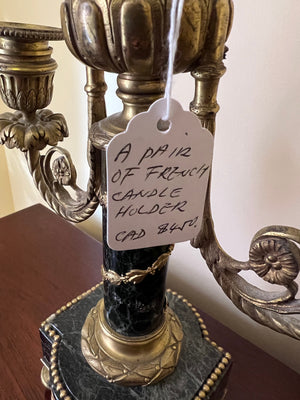 A PAIR
OF FRENCH
CANDLE
HOLDER
CAD $450